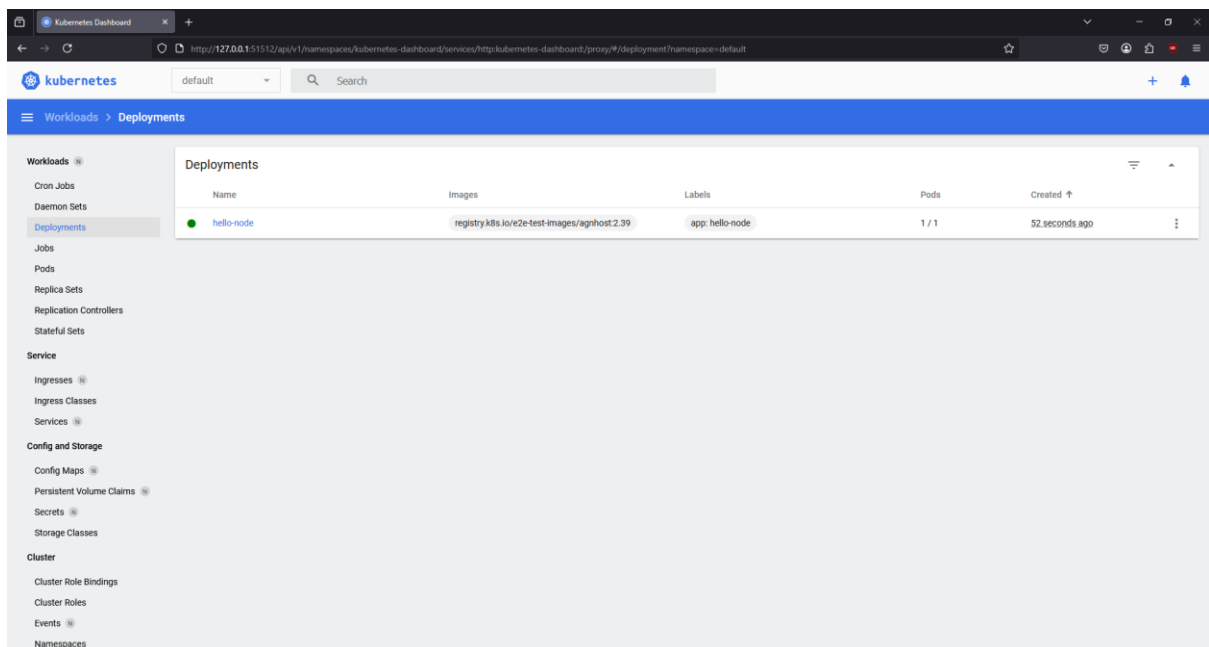 Kubernetes Dashboard
http://127.0.0.1:51512/api/v1/namespaces/kubernetes-dashboard/services/http:kubernetes-dashboard:/proxy/#/deployment?namespace=default
kubernetes default Search
Workloads > Deployments
Workloads N
Cron Jobs
Daemon Sets
Deployments
Jobs
Pods
Replica Sets
Replication Controllers
Stateful Sets
Service
Ingresses N
Ingress Classes
Services N
Config and Storage
Config Maps N
Persistent Volume Claims N
Secrets N
Storage Classes
Cluster
Cluster Role Bindings
Cluster Roles
Events N
Namespaces
Deployments
Name Images Labels Pods Created ↑
hello-node registry.k8s.io/e2e-test-images/agnhost:2.39 app: hello-node 1 / 1 52 seconds ago